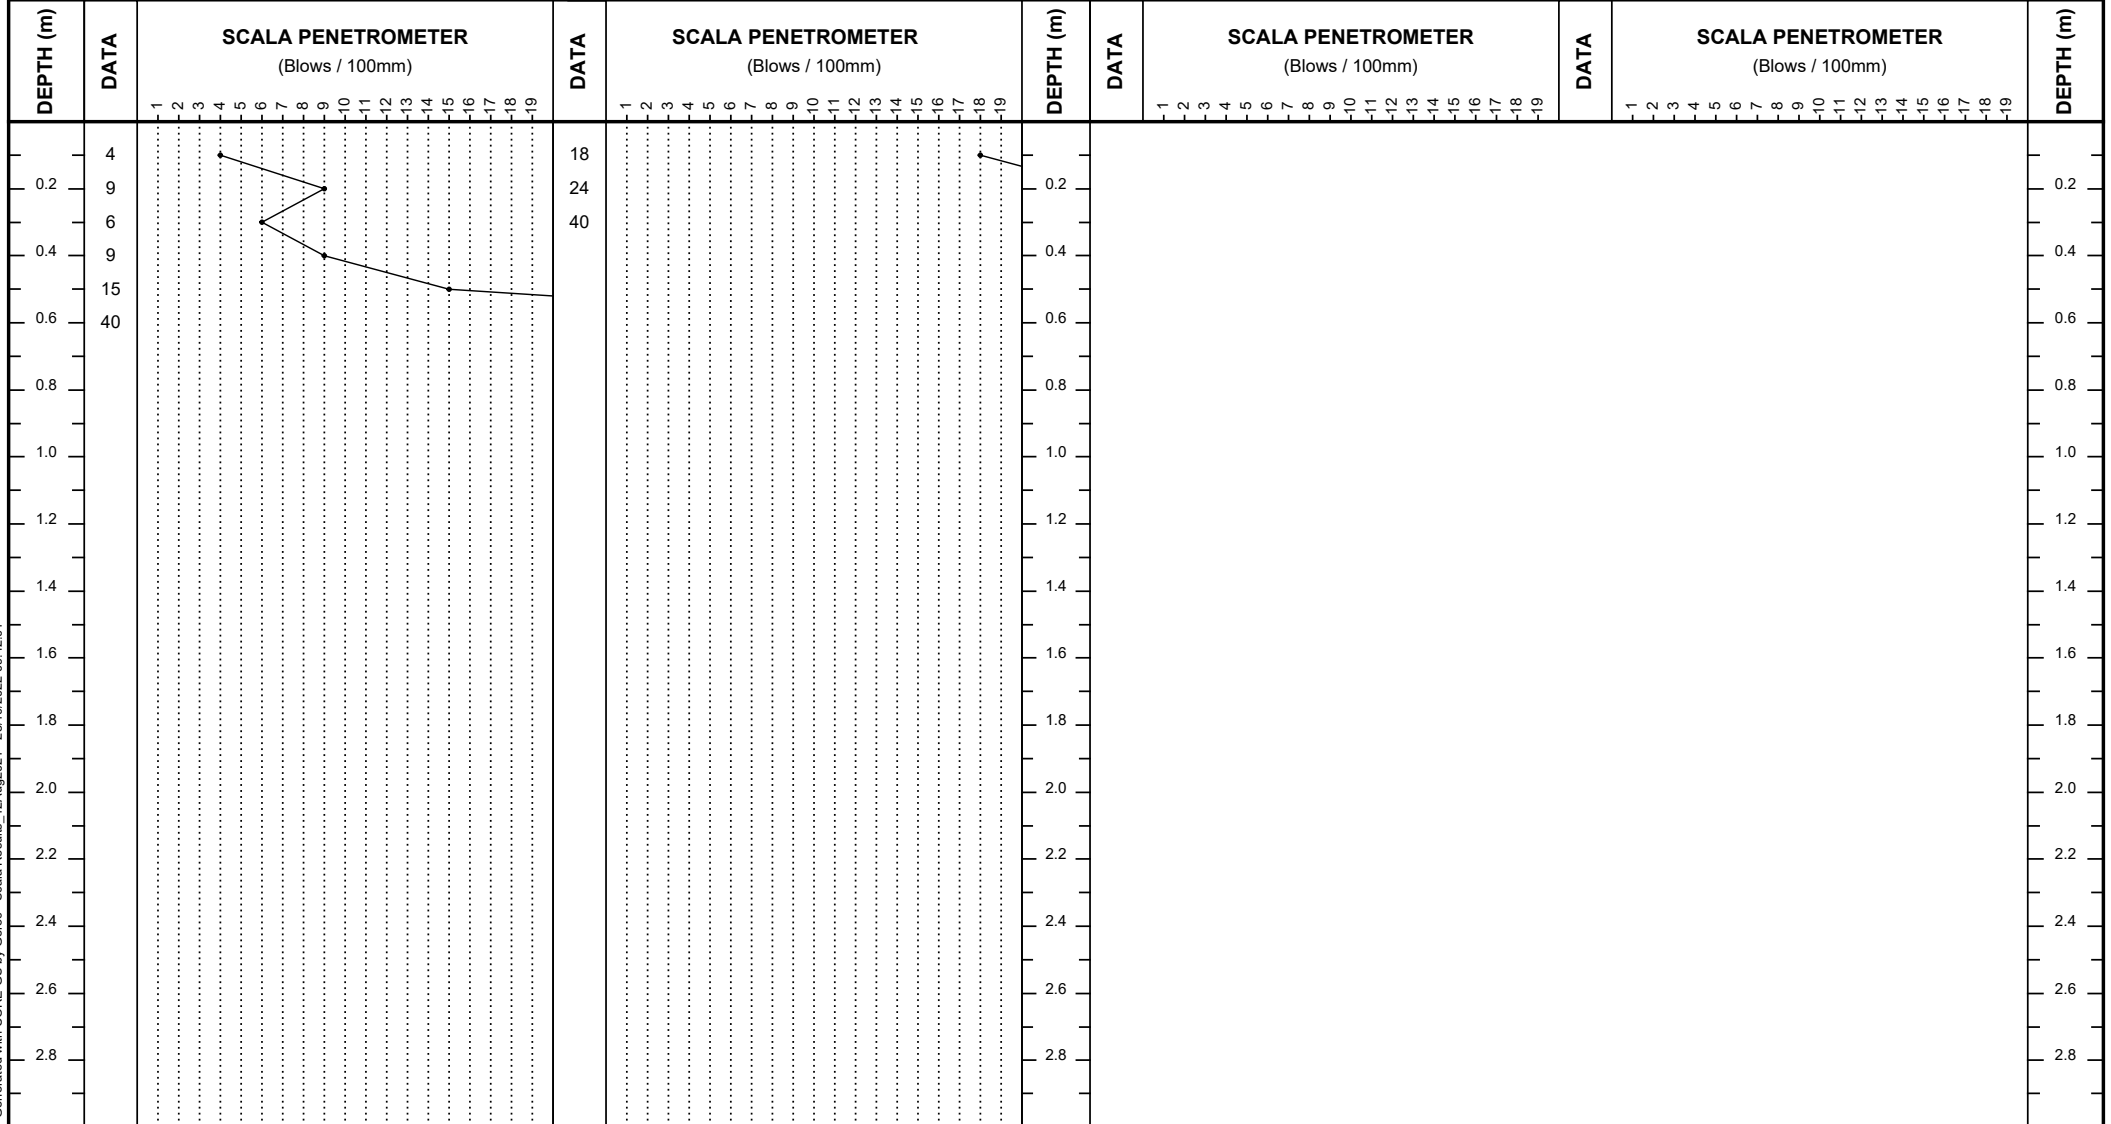 DEPTH (m)
DATA
SCALA PENETROMETER
(Blows / 100mm)
1 2 3 4 5 6 7 8 9 10 11 12 13 14 15 16 17 18 19
DATA
SCALA PENETROMETER
(Blows / 100mm)
1 2 3 4 5 6 7 8 9 10 11 12 13 14 15 16 17 18 19
DEPTH (m)
DATA
SCALA PENETROMETER
(Blows / 100mm)
1 2 3 4 5 6 7 8 9 10 11 12 13 14 15 16 17 18 19
DATA
SCALA PENETROMETER
(Blows / 100mm)
1 2 3 4 5 6 7 8 9 10 11 12 13 14 15 16 17 18 19
DEPTH (m)
4 18
0.2 9 24 0.2 0.2
6 40
0.4 9 0.4 0.4
15
0.6 40 0.6 0.6
0.8 0.8 0.8
1.0 1.0 1.0
1.2 1.2 1.2
1.4 1.4 1.4
1.6 1.6 1.6
1.8 1.8 1.8
2.0 2.0 2.0
2.2 2.2 2.2
2.4 2.4 2.4
2.6 2.6 2.6
2.8 2.8 2.8